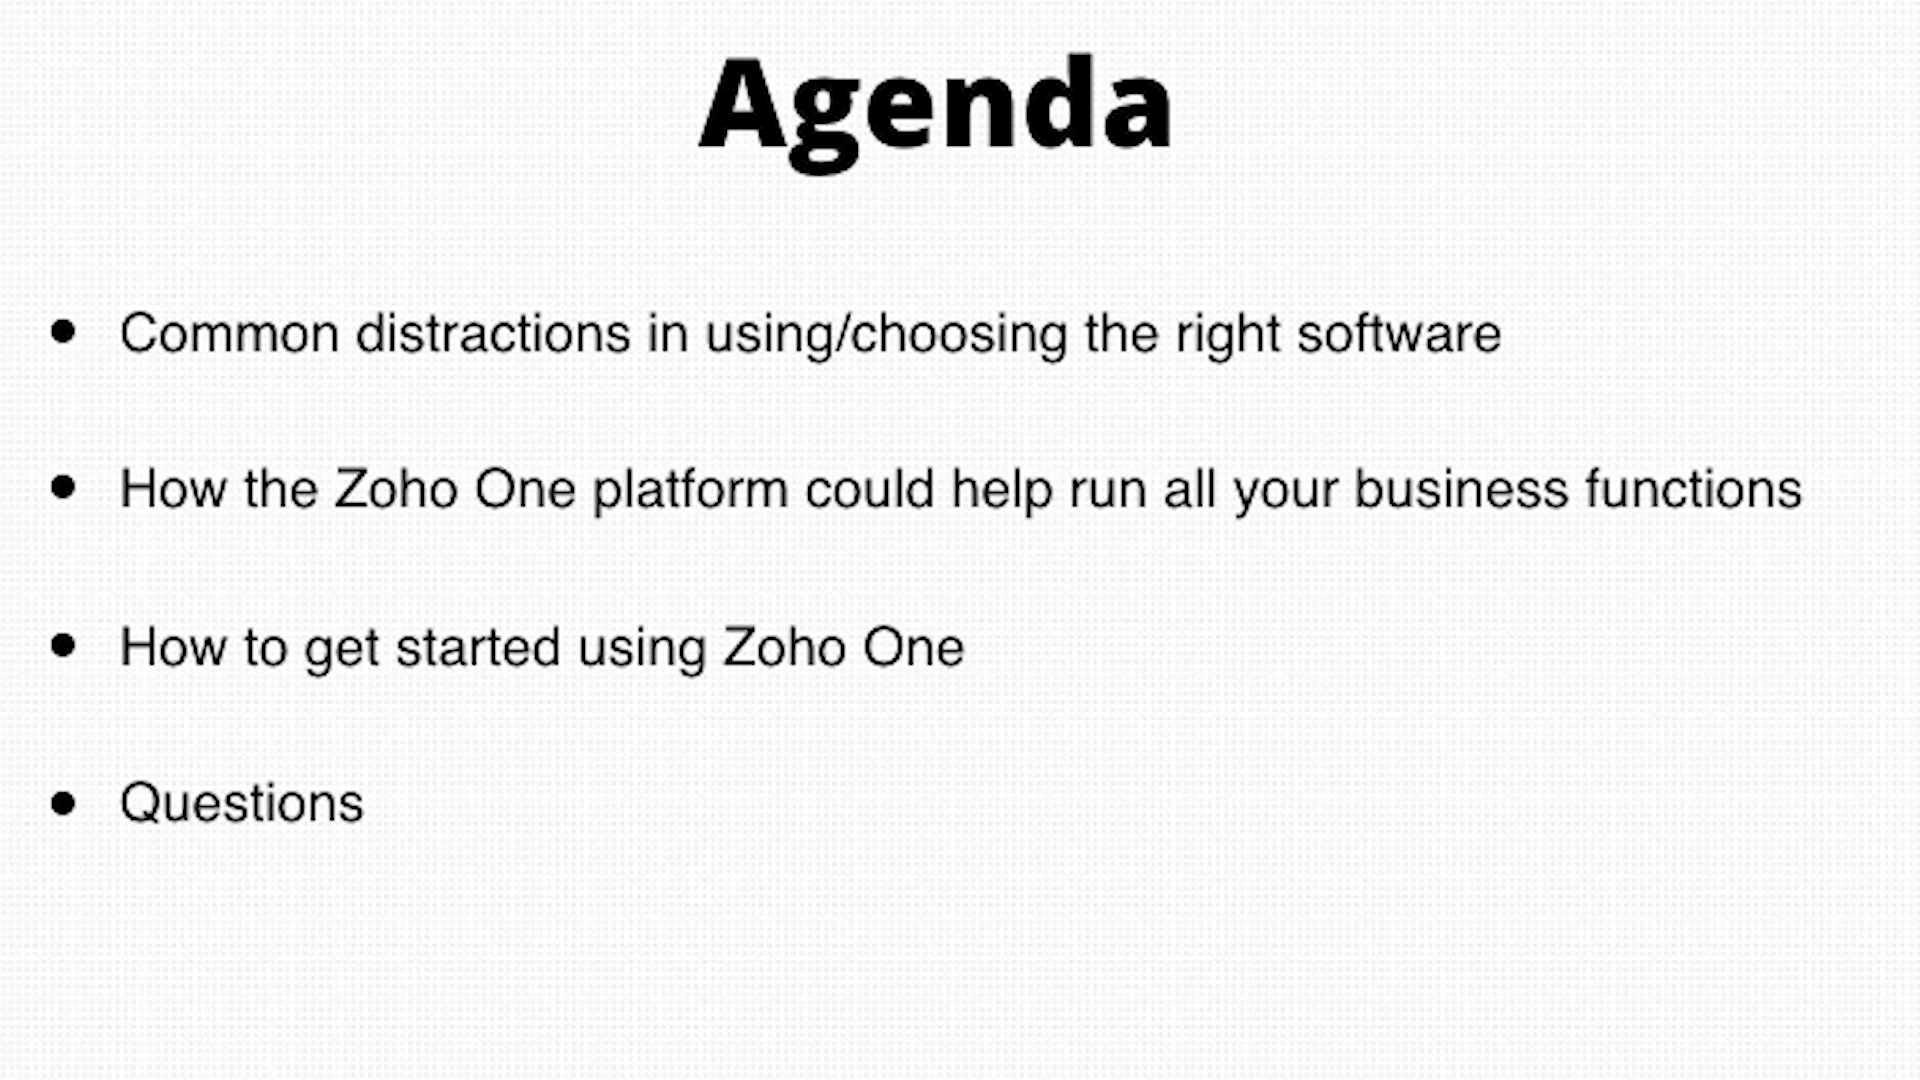 Agenda
• Common distractions in using/choosing the right software
• How the Zoho One platform could help run all your business functions
• How to get started using Zoho One
• Questions